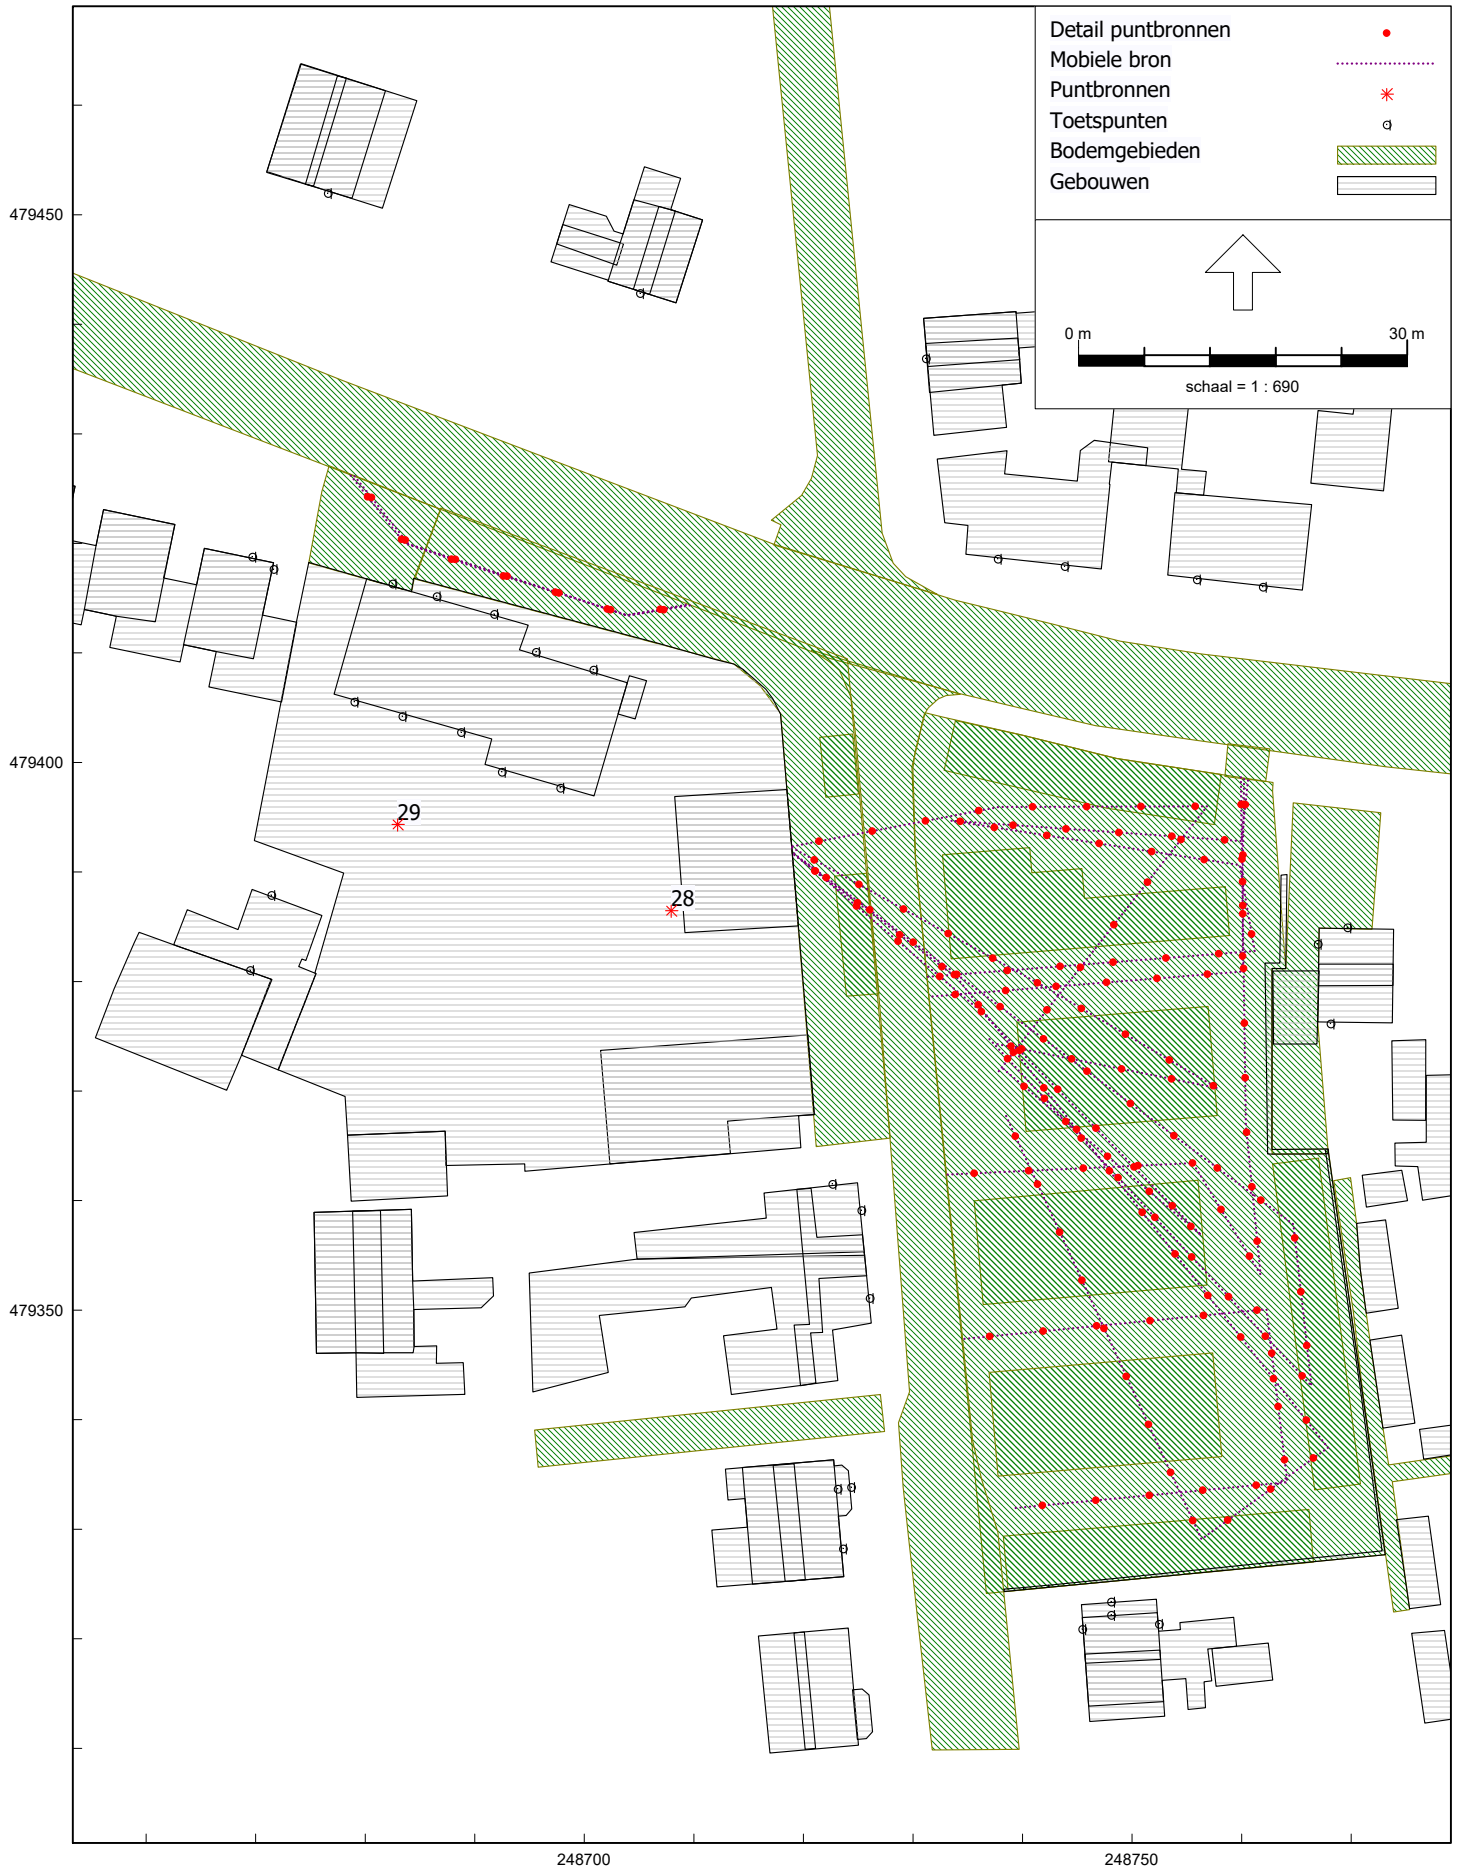 Detail puntbronnen
Mobiele bron
Puntbronnen
Toetspunten
Bodemgebieden
Gebouwen
479450
0 m 30 m
schaal = 1 : 690
479400
29
28
479350
248700 248750